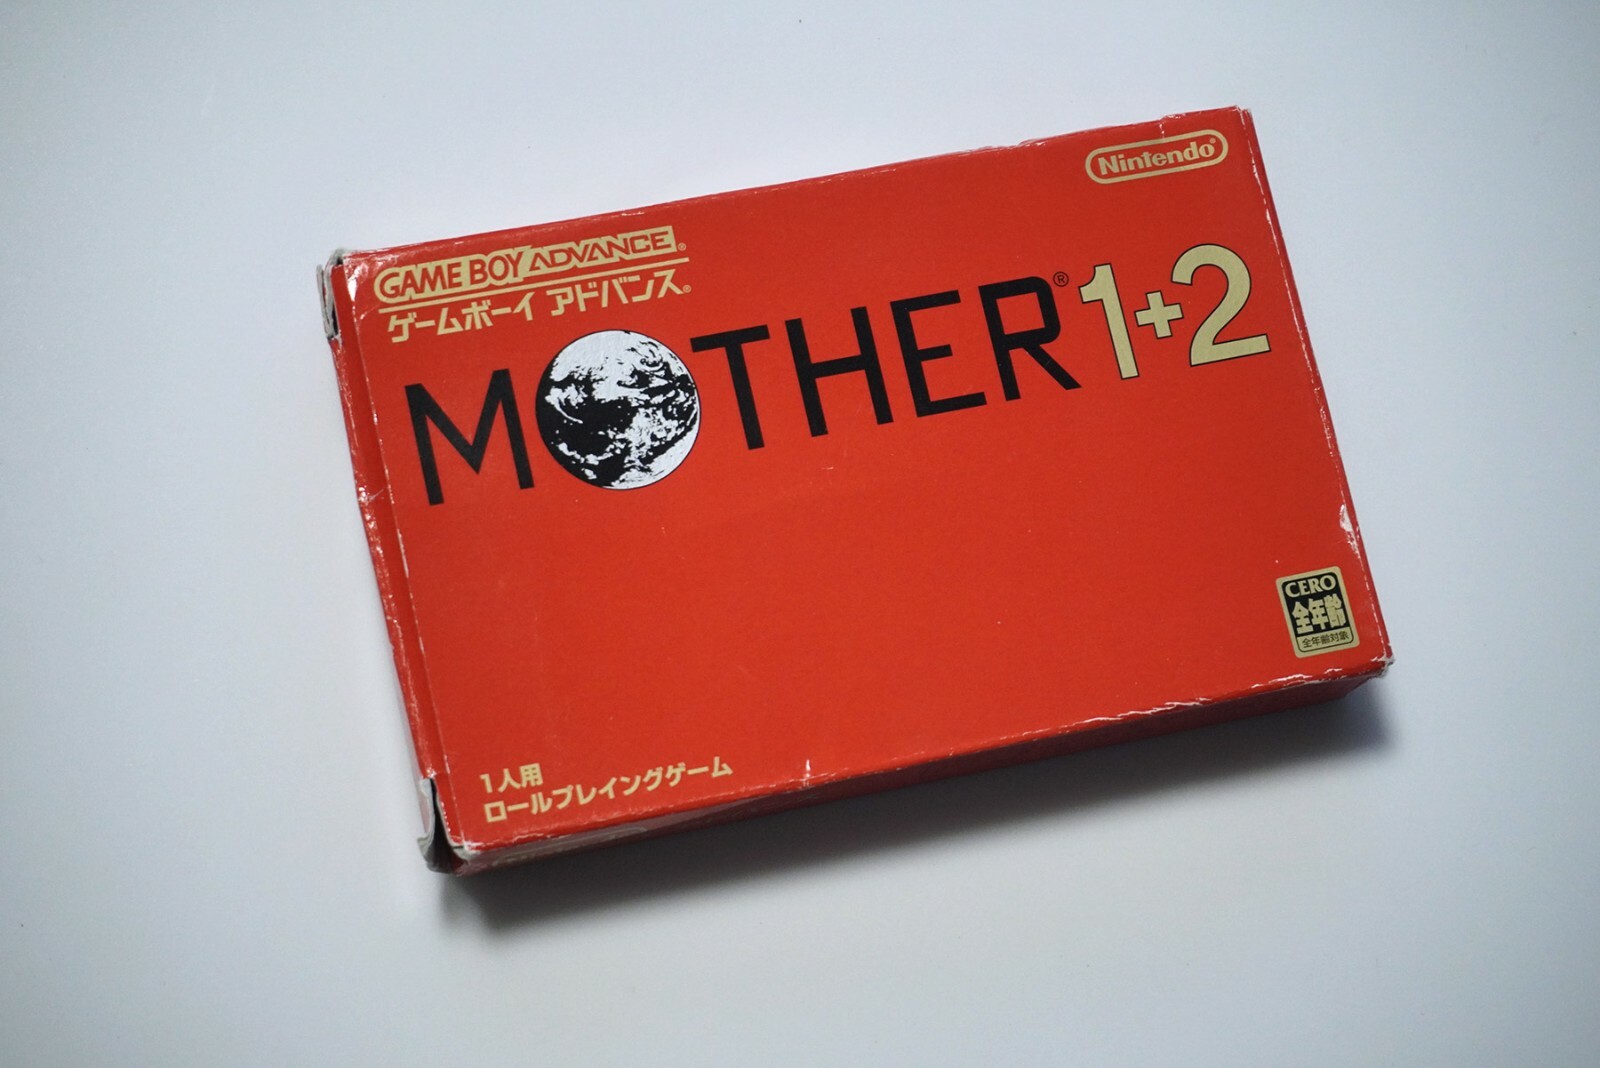 Nintendo®
GAME BOY ADVANCE®
ゲームボーイ アドバンス®
MOTHER® 1+2
CERO
全年齢
全年齢対象
1人用
ロールプレイングゲーム